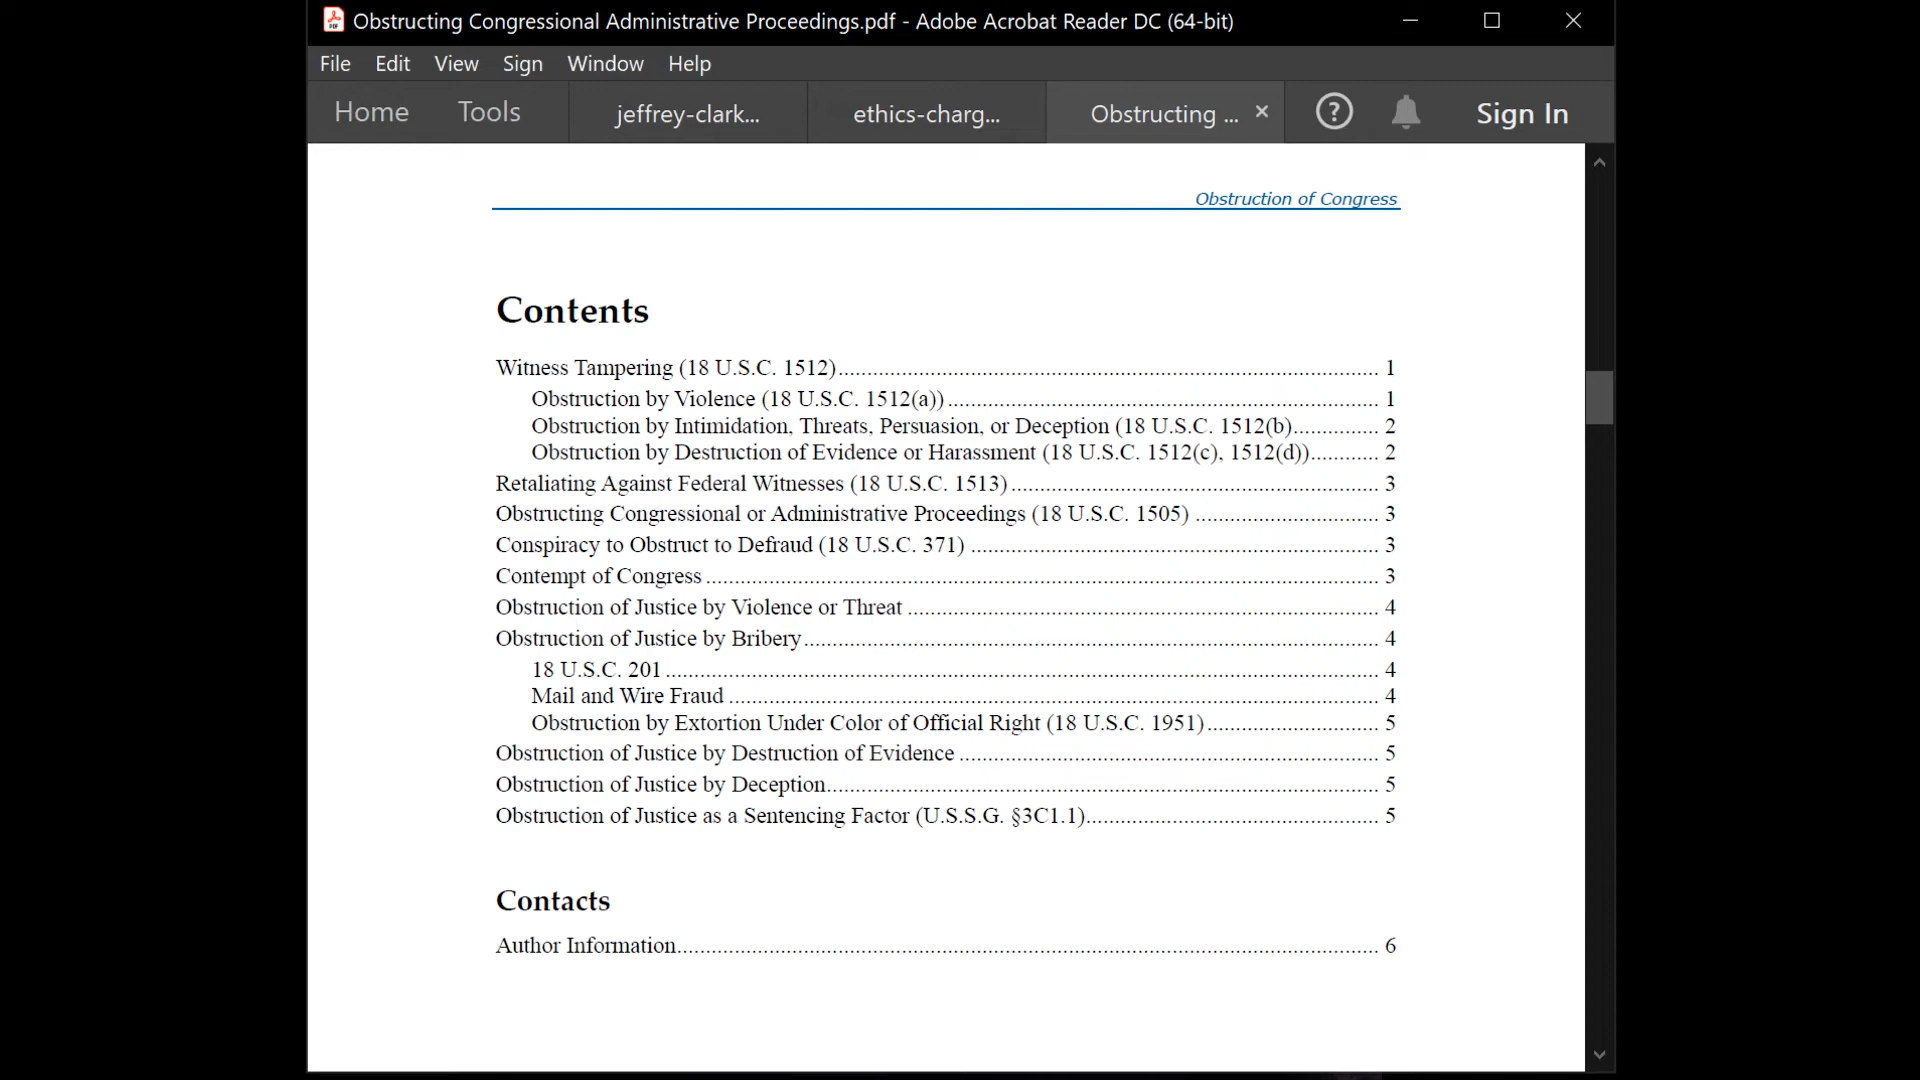 Obstructing Congressional Administrative Proceedings.pdf - Adobe Acrobat Reader DC (64-bit)
File Edit View Sign Window Help
Home Tools jeffrey-clark... ethics-charg... Obstructing ... Sign In
Obstruction of Congress
Contents
Witness Tampering (18 U.S.C. 1512) 1
Obstruction by Violence (18 U.S.C. 1512(a)) 1
Obstruction by Intimidation, Threats, Persuasion, or Deception (18 U.S.C. 1512(b) 2
Obstruction by Destruction of Evidence or Harassment (18 U.S.C. 1512(c), 1512(d)) 2
Retaliating Against Federal Witnesses (18 U.S.C. 1513) 3
Obstructing Congressional or Administrative Proceedings (18 U.S.C. 1505) 3
Conspiracy to Obstruct to Defraud (18 U.S.C. 371) 3
Contempt of Congress 3
Obstruction of Justice by Violence or Threat 4
Obstruction of Justice by Bribery 4
18 U.S.C. 201 4
Mail and Wire Fraud 4
Obstruction by Extortion Under Color of Official Right (18 U.S.C. 1951) 5
Obstruction of Justice by Destruction of Evidence 5
Obstruction of Justice by Deception 5
Obstruction of Justice as a Sentencing Factor (U.S.S.G. §3C1.1) 5
Contacts
Author Information 6